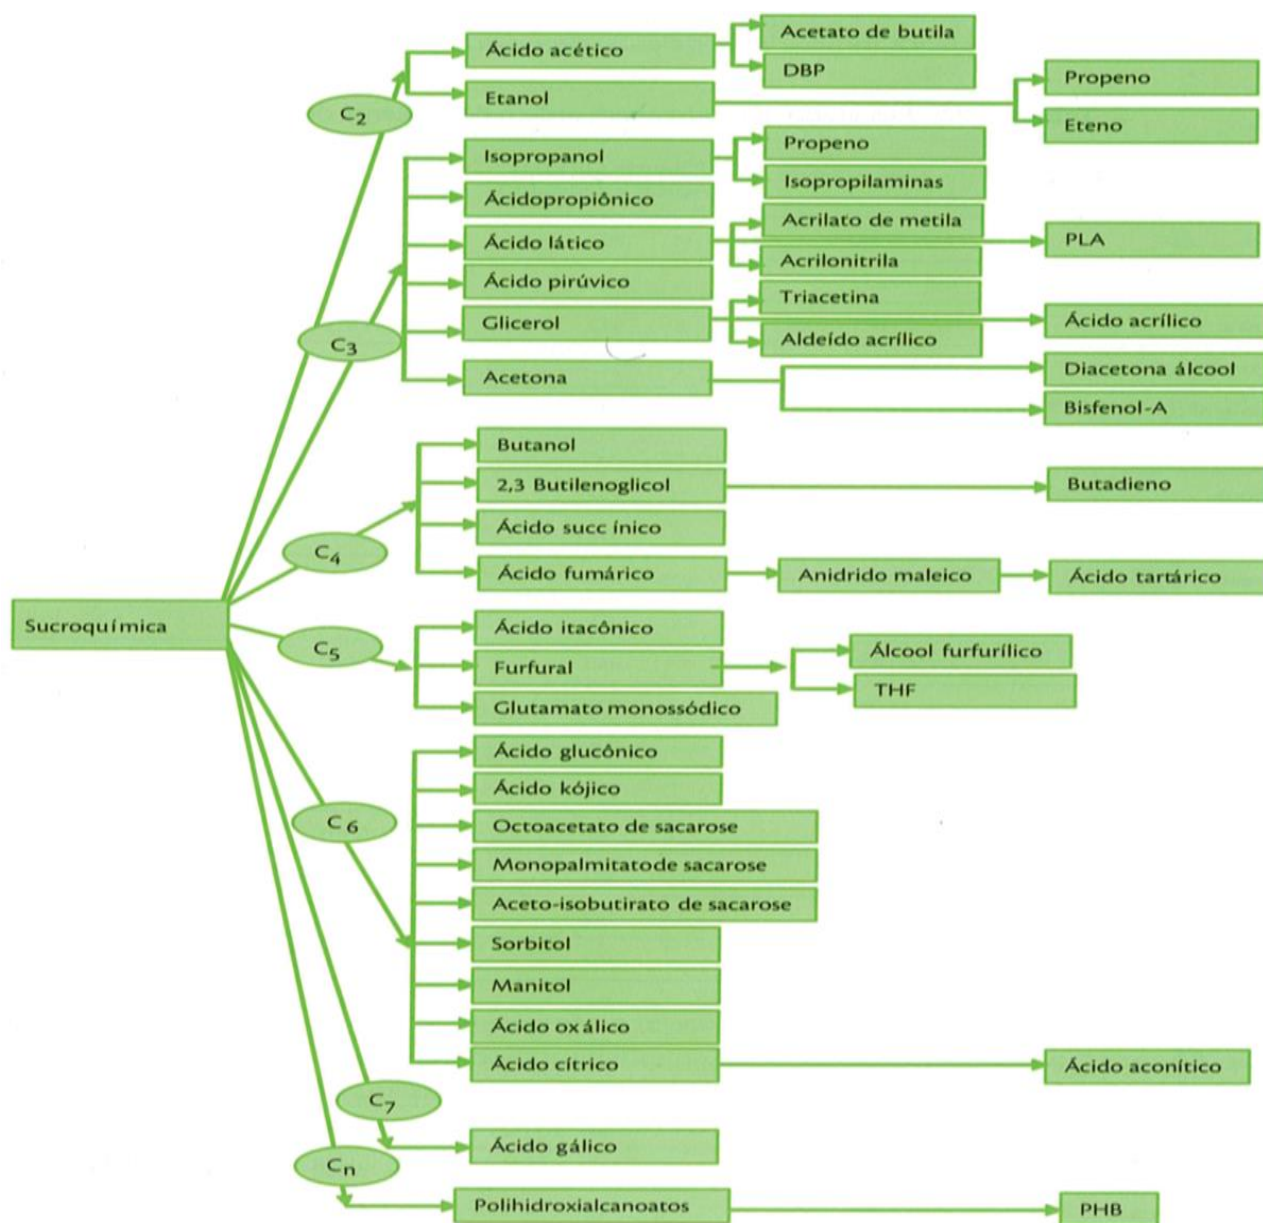 Sucroquímica
C2
Ácido acético
Acetato de butila
DBP
Etanol
Propeno
Eteno
C3
Isopropanol
Propeno
Isopropilaminas
Ácidopropiônico
Ácido lático
Acrilato de metila
Acrilonitrila
PLA
Ácido pirúvico
Glicerol
Triacetina
Aldeído acrílico
Ácido acrílico
Acetona
Diacetona álcool
Bisfenol-A
C4
Butanol
2,3 Butilenoglicol
Butadieno
Ácido succ ínico
Ácido fumárico
Anidrido maleico
Ácido tartárico
C5
Ácido itacônico
Furfural
Álcool furfurílico
THF
Glutamato monossódico
C6
Ácido glucônico
Ácido kójico
Octoacetato de sacarose
Monopalmitatode sacarose
Aceto-isobutirato de sacarose
Sorbitol
Manitol
Ácido oxálico
Ácido cítrico
Ácido aconítico
C7
Ácido gálico
Cn
Polihidroxialcanoatos
PHB